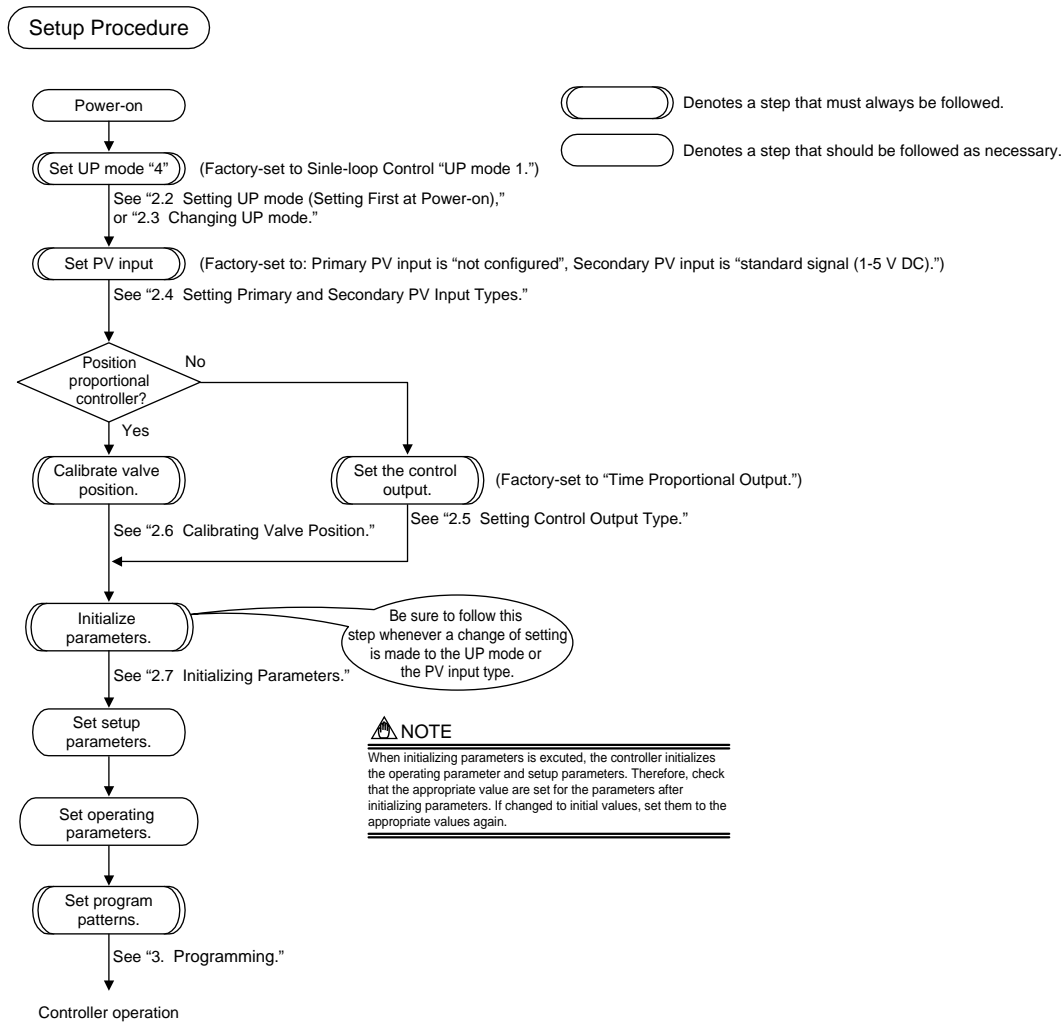 Setup Procedure
Power-on
Denotes a step that must always be followed.
Denotes a step that should be followed as necessary.
Set UP mode “4”
(Factory-set to Sinle-loop Control “UP mode 1.”)
See “2.2 Setting UP mode (Setting First at Power-on),”
or “2.3 Changing UP mode.”
Set PV input
(Factory-set to: Primary PV input is “not configured”, Secondary PV input is “standard signal (1-5 V DC).”)
See “2.4 Setting Primary and Secondary PV Input Types.”
Position
proportional
controller?
No
Yes
Calibrate valve
position.
See “2.6 Calibrating Valve Position.”
Set the control
output.
(Factory-set to “Time Proportional Output.”)
See “2.5 Setting Control Output Type.”
Initialize
parameters.
Be sure to follow this
step whenever a change of setting
is made to the UP mode or
the PV input type.
See “2.7 Initializing Parameters.”
Set setup
parameters.
NOTE
When initializing parameters is excuted, the controller initializes
the operating parameter and setup parameters. Therefore, check
that the appropriate value are set for the parameters after
initializing parameters. If changed to initial values, set them to the
appropriate values again.
Set operating
parameters.
Set program
patterns.
See “3. Programming.”
Controller operation